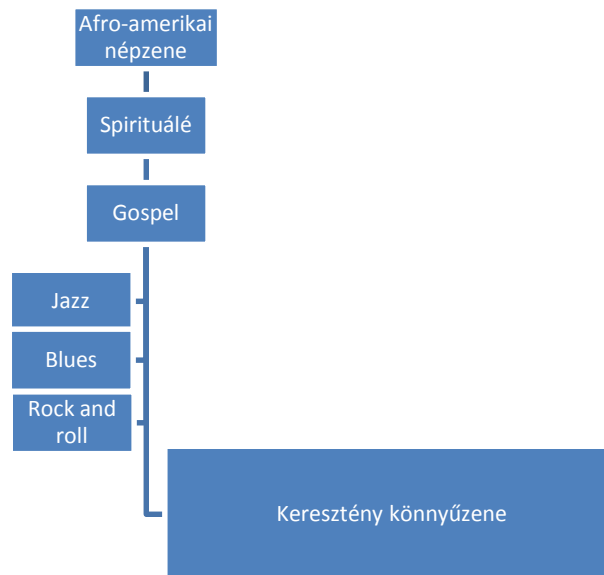 Afro-amerikai
népzene
Spirituálé
Gospel
Jazz
Blues
Rock and
roll
Keresztény könnyűzene